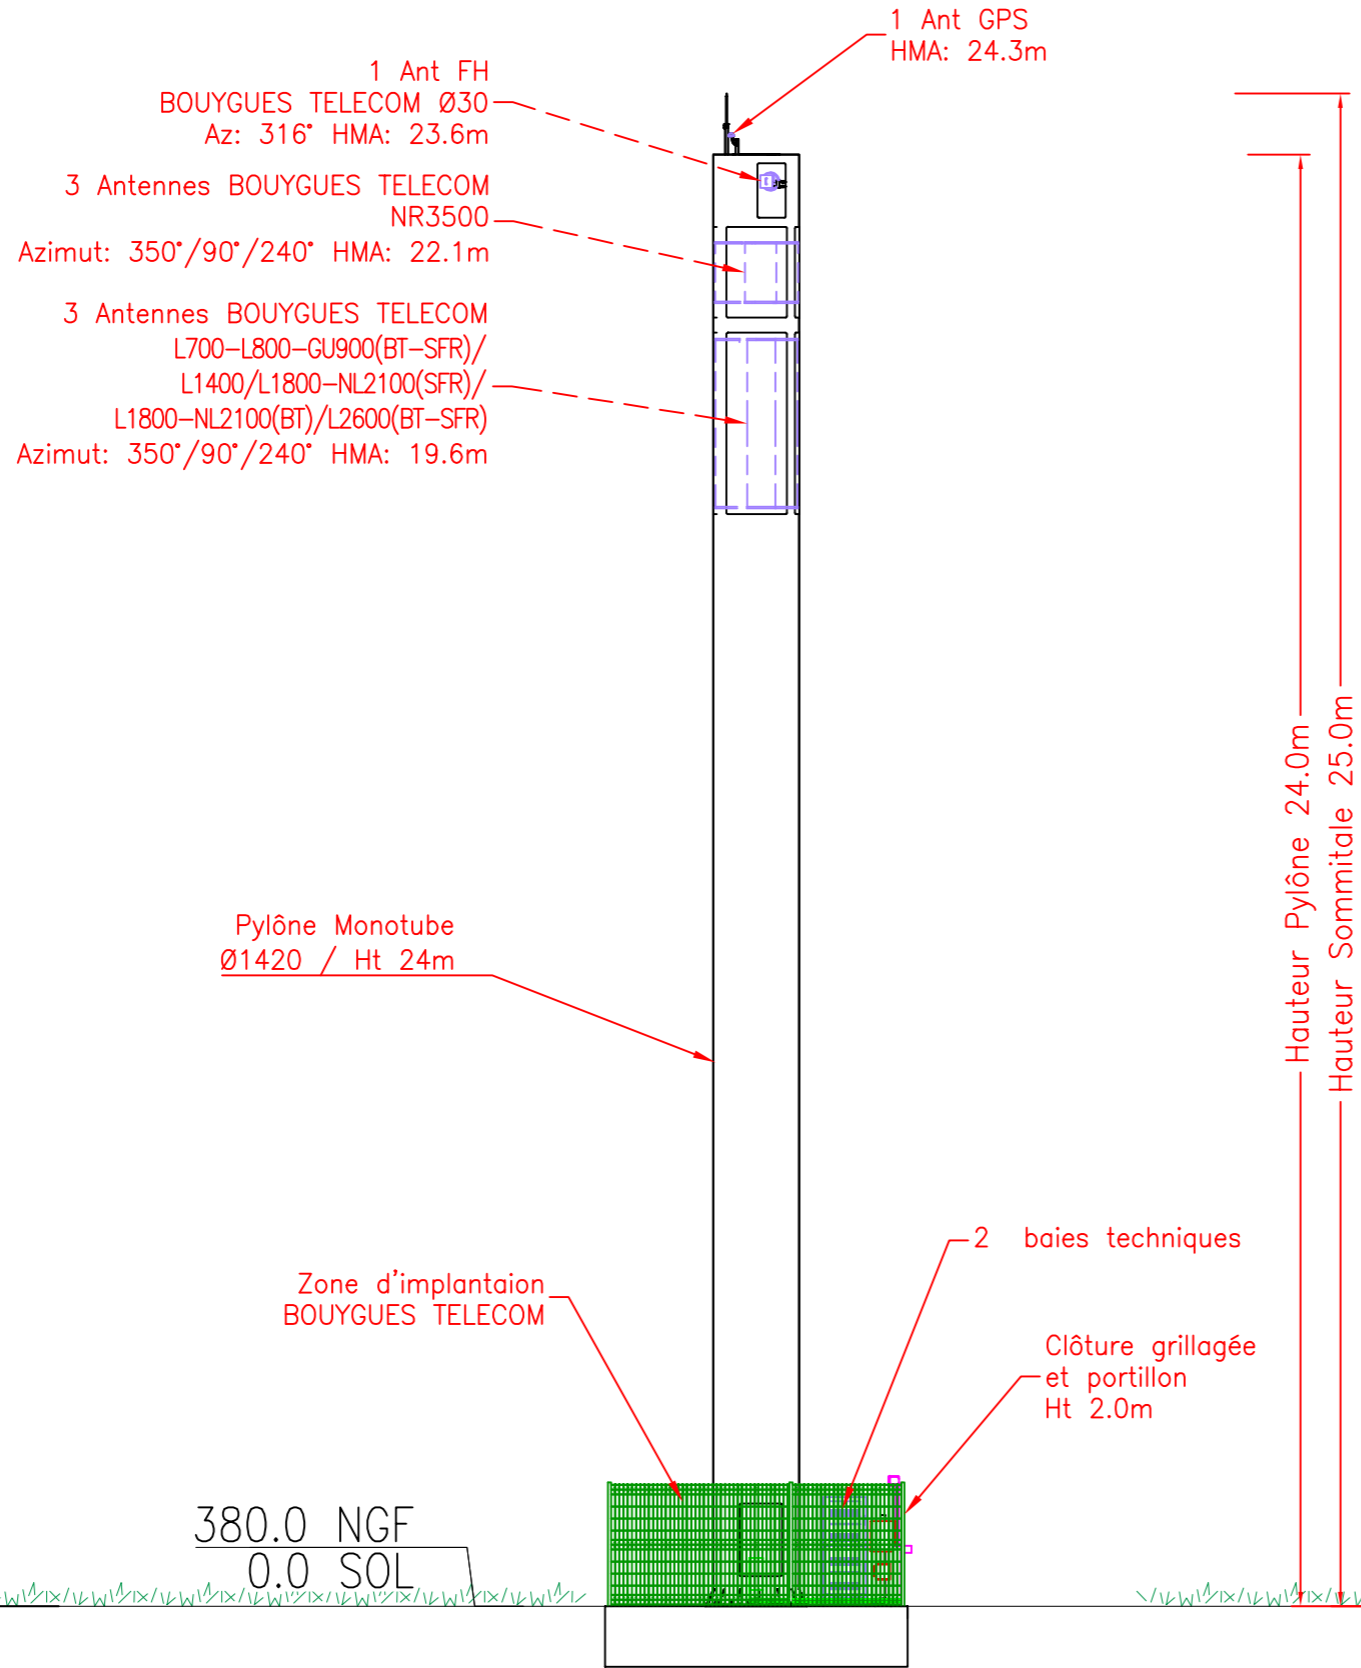 1 Ant GPS
HMA: 24.3m
1 Ant FH
BOUYGUES TELECOM Ø30
Az: 316° HMA: 23.6m
3 Antennes BOUYGUES TELECOM
NR3500
Azimut: 350°/90°/240° HMA: 22.1m
3 Antennes BOUYGUES TELECOM
L700-L800-GU900(BT-SFR)/
L1400/L1800-NL2100(SFR)/
L1800-NL2100(BT)/L2600(BT-SFR)
Azimut: 350°/90°/240° HMA: 19.6m
Hauteur Pylône 24.0m
Hauteur Sommitale 25.0m
Pylône Monotube
Ø1420 / Ht 24m
2 baies techniques
Zone d'implantaion
BOUYGUES TELECOM
Clôture grillagée
et portillon
Ht 2.0m
380.0 NGF
0.0 SOL